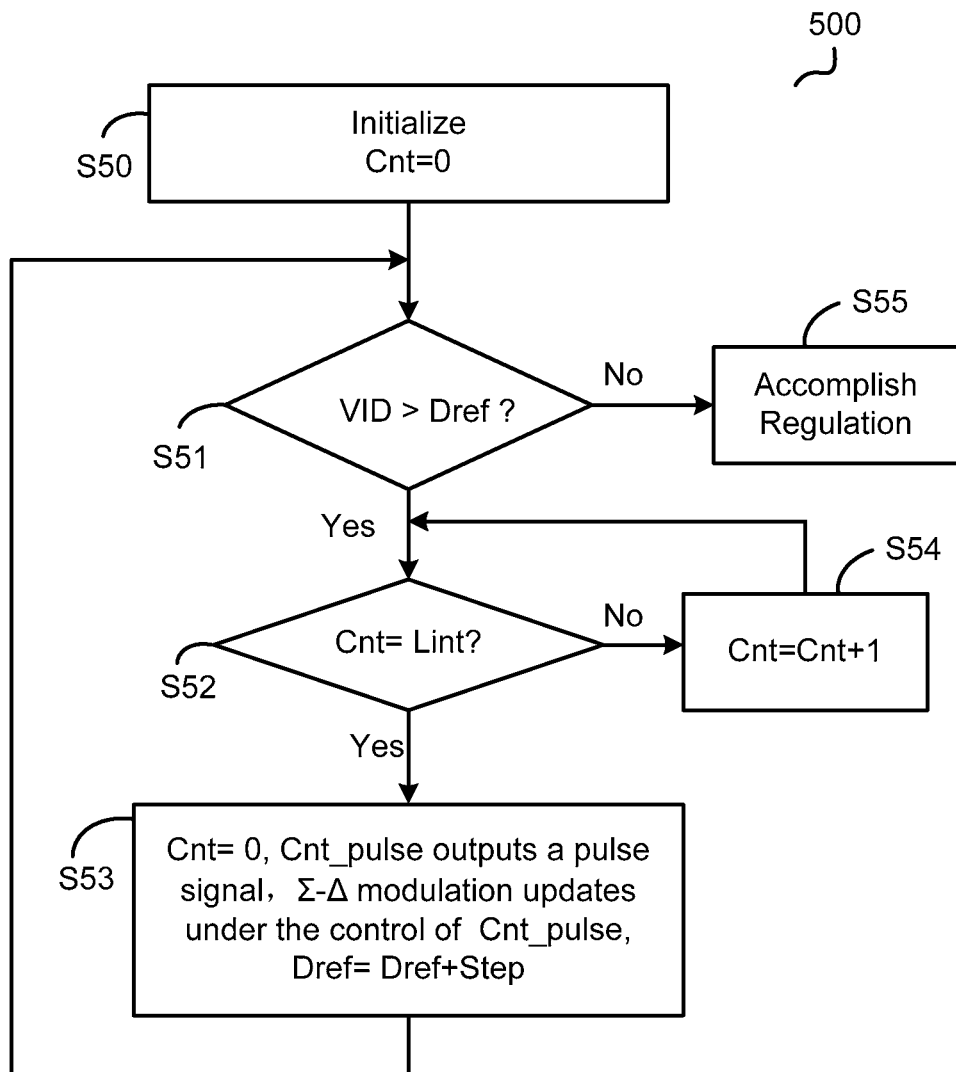 500
Initialize
Cnt=0
S50
S55
VID > Dref ?
No
Accomplish
Regulation
S51
Yes
S54
Cnt= Lint?
No
Cnt=Cnt+1
S52
Yes
Cnt= 0, Cnt_pulse outputs a pulse
signal, Σ-Δ modulation updates
under the control of Cnt_pulse,
Dref= Dref+Step
S53